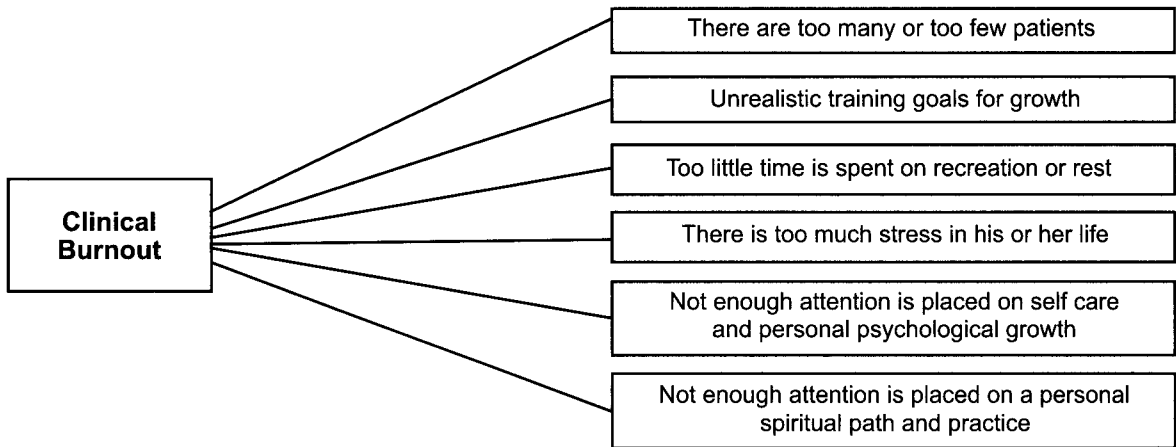 There are too many or too few patients
Unrealistic training goals for growth
Too little time is spent on recreation or rest
Clinical
Burnout
There is too much stress in his or her life
Not enough attention is placed on self care
and personal psychological growth
Not enough attention is placed on a personal
spiritual path and practice